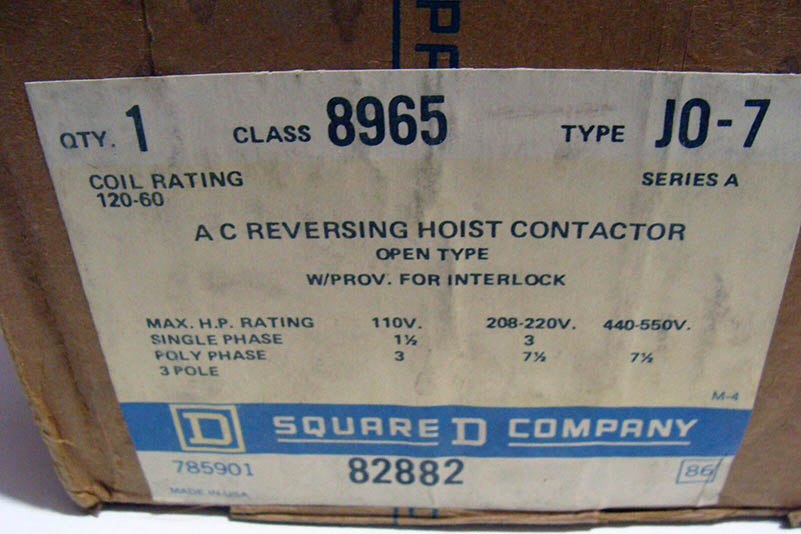 QTY. 1 CLASS 8965 TYPE JO-7
COIL RATING SERIES A
120-60
AC REVERSING HOIST CONTACTOR
OPEN TYPE
W/PROV. FOR INTERLOCK
MAX. H.P. RATING 110V. 208-220V. 440-550V.
SINGLE PHASE 1½ 3
POLY PHASE 3 7½ 7½
3 POLE
M-4
D SQUARE D COMPANY
785901 82882 86
MADE IN USA